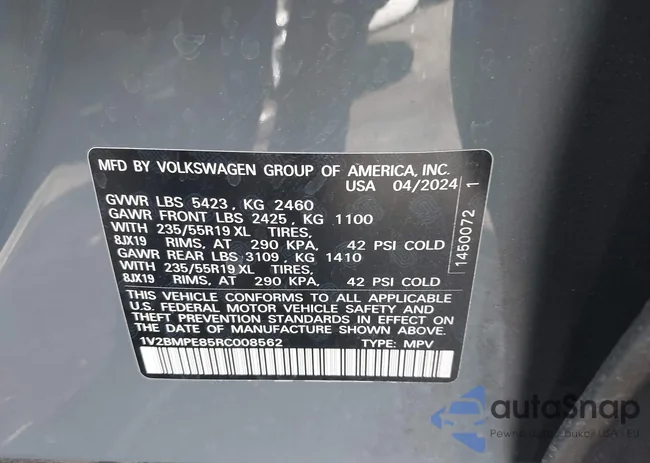 MFD BY VOLKSWAGEN GROUP OF AMERICA, INC.
USA 04/2024
GVWR LBS 5423 , KG 2460
GAWR FRONT LBS 2425 , KG 1100
WITH 235/55R19 XL TIRES,
8JX19 RIMS, AT 290 KPA, 42 PSI COLD
GAWR REAR LBS 3109 , KG 1410
WITH 235/55R19 XL TIRES,
8JX19 RIMS, AT 290 KPA, 42 PSI COLD
THIS VEHICLE CONFORMS TO ALL APPLICABLE
U.S. FEDERAL MOTOR VEHICLE SAFETY AND
THEFT PREVENTION STANDARDS IN EFFECT ON
THE DATE OF MANUFACTURE SHOWN ABOVE.
1V2BMPE85RC008562 TYPE: MPV
1450072 1
autaSnap
USA - EU